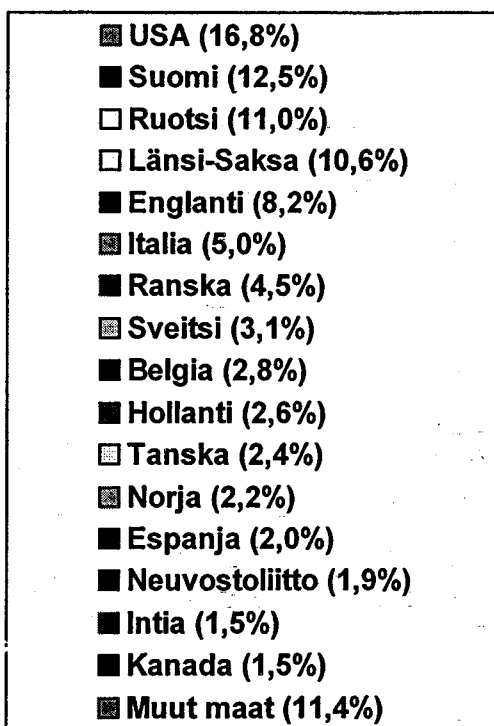 USA (16,8%)
Suomi (12,5%)
Ruotsi (11,0%)
Länsi-Saksa (10,6%)
Englanti (8,2%)
Italia (5,0%)
Ranska (4,5%)
Sveitsi (3,1%)
Belgia (2,8%)
Hollanti (2,6%)
Tanska (2,4%)
Norja (2,2%)
Espanja (2,0%)
Neuvostoliitto (1,9%)
Intia (1,5%)
Kanada (1,5%)
Muut maat (11,4%)